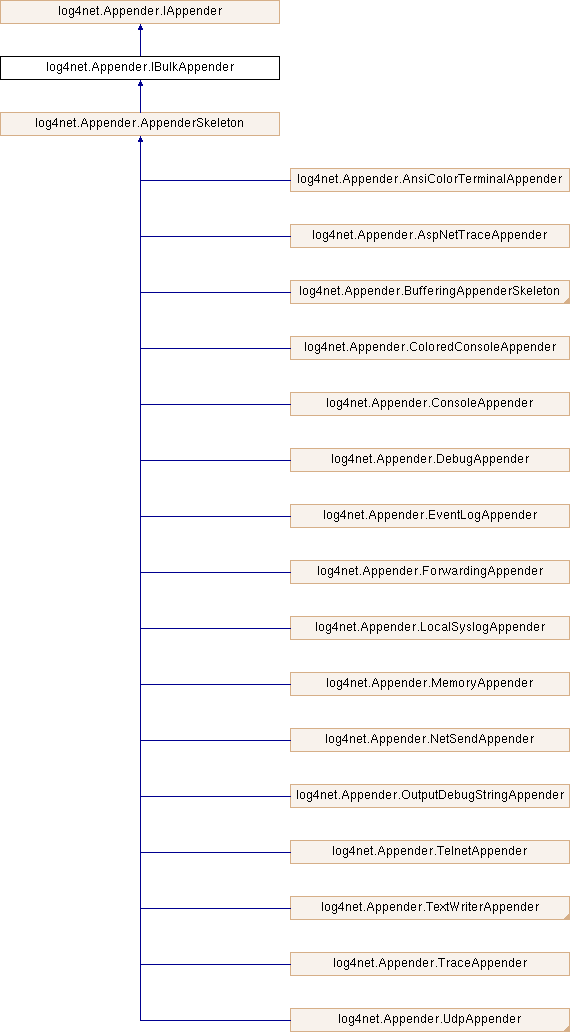 log4net.Appender.IAppender
log4net.Appender.IBulkAppender
log4net.Appender.AppenderSkeleton
log4net.Appender.AnsiColorTerminalAppender
log4net.Appender.AspNetTraceAppender
log4net.Appender.BufferingAppenderSkeleton
log4net.Appender.ColoredConsoleAppender
log4net.Appender.ConsoleAppender
log4net.Appender.DebugAppender
log4net.Appender.EventLogAppender
log4net.Appender.ForwardingAppender
log4net.Appender.LocalSyslogAppender
log4net.Appender.MemoryAppender
log4net.Appender.NetSendAppender
log4net.Appender.OutputDebugStringAppender
log4net.Appender.TelnetAppender
log4net.Appender.TextWriterAppender
log4net.Appender.TraceAppender
log4net.Appender.UdpAppender